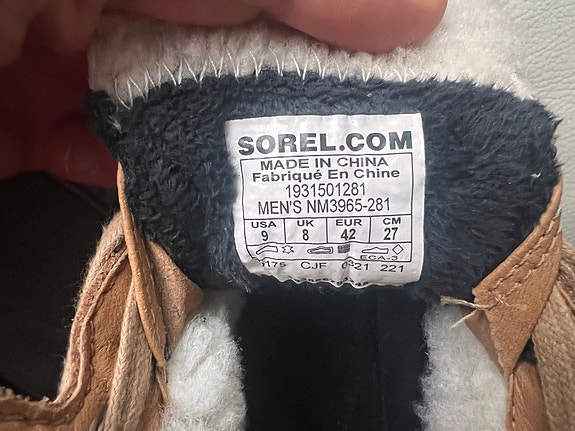 SOREL.COM
MADE IN CHINA
Fabriqué En Chine
1931501281
MEN'S NM3965-281
USA UK EUR CM
9 8 42 27
ECA-3
CJF 221